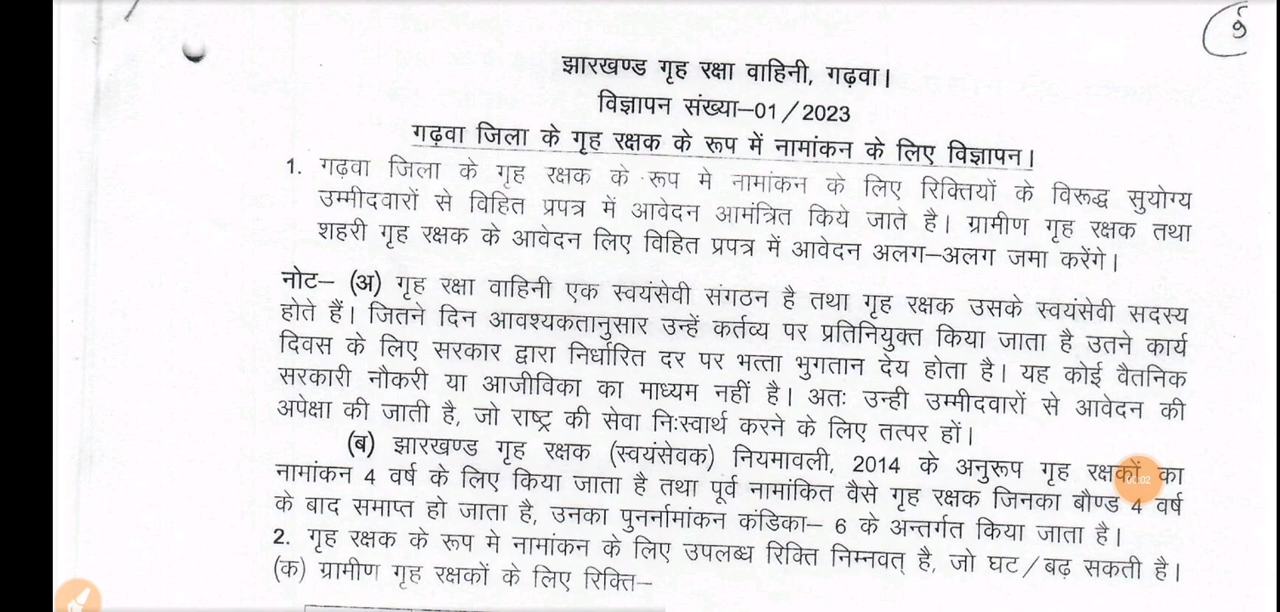 9
झारखण्ड गृह रक्षा वाहिनी, गढ़वा।
विज्ञापन संख्या–01/2023
गढ़वा जिला के गृह रक्षक के रूप में नामांकन के लिए विज्ञापन।
1. गढ़वा जिला के गृह रक्षक के रूप मे नामांकन के लिए रिक्तियों के विरूद्ध सुयोग्य
उम्मीदवारों से विहित प्रपत्र में आवेदन आमंत्रित किये जाते है। ग्रामीण गृह रक्षक तथा
शहरी गृह रक्षक के आवेदन लिए विहित प्रपत्र में आवेदन अलग–अलग जमा करेंगे।
नोट– (अ) गृह रक्षा वाहिनी एक स्वयंसेवी संगठन है तथा गृह रक्षक उसके स्वयंसेवी सदस्य
होते हैं। जितने दिन आवश्यकतानुसार उन्हें कर्तव्य पर प्रतिनियुक्त किया जाता है उतने कार्य
दिवस के लिए सरकार द्वारा निर्धारित दर पर भत्ता भुगतान देय होता है। यह कोई वैतनिक
सरकारी नौकरी या आजीविका का माध्यम नहीं है। अतः उन्ही उम्मीदवारों से आवेदन की
अपेक्षा की जाती है, जो राष्ट्र की सेवा निःस्वार्थ करने के लिए तत्पर हों।
(ब) झारखण्ड गृह रक्षक (स्वयंसेवक) नियमावली, 2014 के अनुरूप गृह रक्षकों का
नामांकन 4 वर्ष के लिए किया जाता है तथा पूर्व नामांकित वैसे गृह रक्षक जिनका बौण्ड 4 वर्ष
के बाद समाप्त हो जाता है, उनका पुनर्नामांकन कंडिका– 6 के अन्तर्गत किया जाता है।
2. गृह रक्षक के रूप मे नामांकन के लिए उपलब्ध रिक्ति निम्नवत् है, जो घट/बढ़ सकती है।
(क) ग्रामीण गृह रक्षकों के लिए रिक्ति–